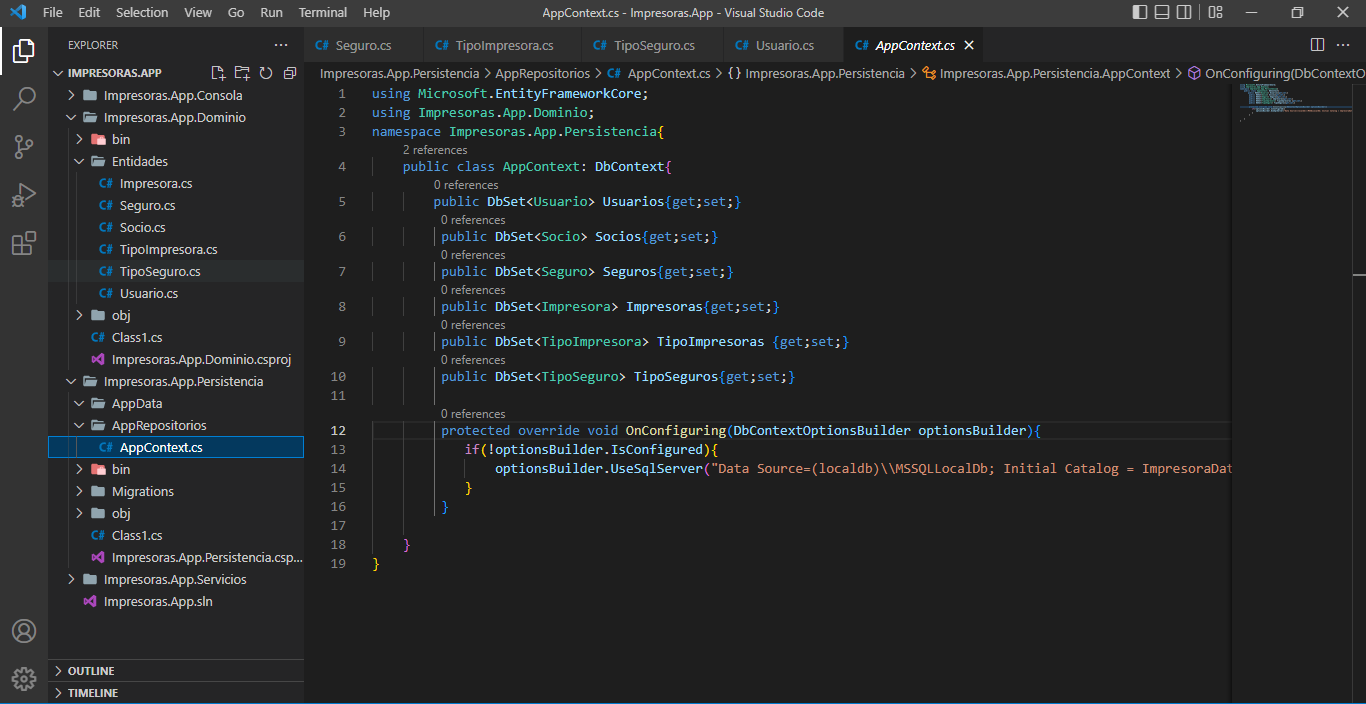 File Edit Selection View Go Run Terminal Help
AppContext.cs - Impresoras.App - Visual Studio Code
EXPLORER
IMPRESORAS.APP
Impresoras.App.Consola
Impresoras.App.Dominio
bin
Entidades
C# Impresora.cs
C# Seguro.cs
C# Socio.cs
C# TipoImpresora.cs
C# TipoSeguro.cs
C# Usuario.cs
obj
C# Class1.cs
Impresoras.App.Dominio.csproj
Impresoras.App.Persistencia
AppData
AppRepositorios
C# AppContext.cs
bin
Migrations
obj
C# Class1.cs
Impresoras.App.Persistencia.csp...
Impresoras.App.Servicios
Impresoras.App.sln
OUTLINE
TIMELINE
C# Seguro.cs C# TipoImpresora.cs C# TipoSeguro.cs C# Usuario.cs C# AppContext.cs
Impresoras.App.Persistencia > AppRepositorios > C# AppContext.cs > {} Impresoras.App.Persistencia > Impresoras.App.Persistencia.AppContext > OnConfiguring(DbContextO
1 using Microsoft.EntityFrameworkCore;
2 using Impresoras.App.Dominio;
3 namespace Impresoras.App.Persistencia{
2 references
4 public class AppContext: DbContext{
0 references
5 public DbSet<Usuario> Usuarios{get;set;}
0 references
6 public DbSet<Socio> Socios{get;set;}
0 references
7 public DbSet<Seguro> Seguros{get;set;}
0 references
8 public DbSet<Impresora> Impresoras{get;set;}
0 references
9 public DbSet<TipoImpresora> TipoImpresoras {get;set;}
0 references
10 public DbSet<TipoSeguro> TipoSeguros{get;set;}
11
0 references
12 protected override void OnConfiguring(DbContextOptionsBuilder optionsBuilder){
13 if(!optionsBuilder.IsConfigured){
14 optionsBuilder.UseSqlServer("Data Source=(localdb)\\MSSQLLocalDb; Initial Catalog = ImpresoraDat
15 }
16 }
17
18 }
19 }